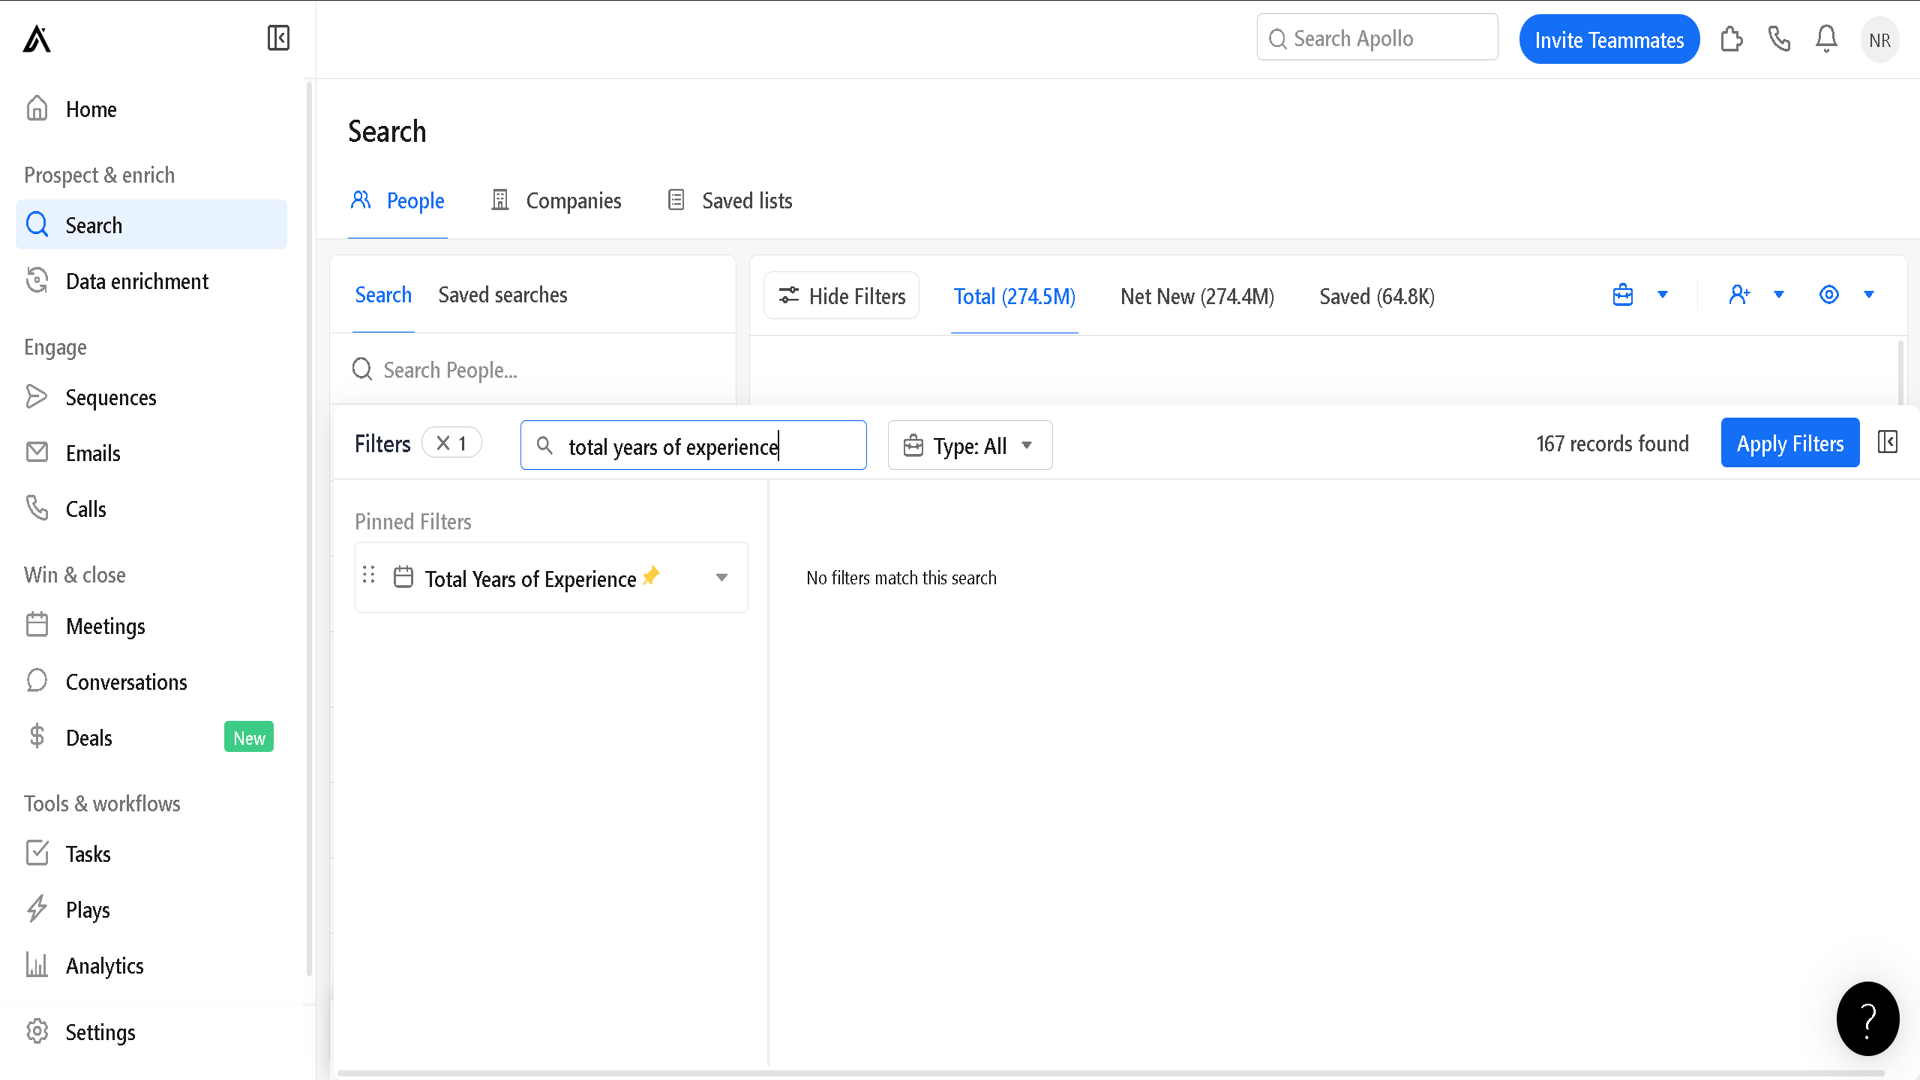 Search Apollo
Invite Teammates
NR
Home
Prospect & enrich
Search
Data enrichment
Engage
Sequences
Emails
Calls
Win & close
Meetings
Conversations
Deals
New
Tools & workflows
Tasks
Plays
Analytics
Settings
Search
People
Companies
Saved lists
Search
Saved searches
Search People...
Hide Filters
Total (274.5M)
Net New (274.4M)
Saved (64.8K)
Filters
1
total years of experience
Type: All
167 records found
Apply Filters
Pinned Filters
Total Years of Experience
No filters match this search
?